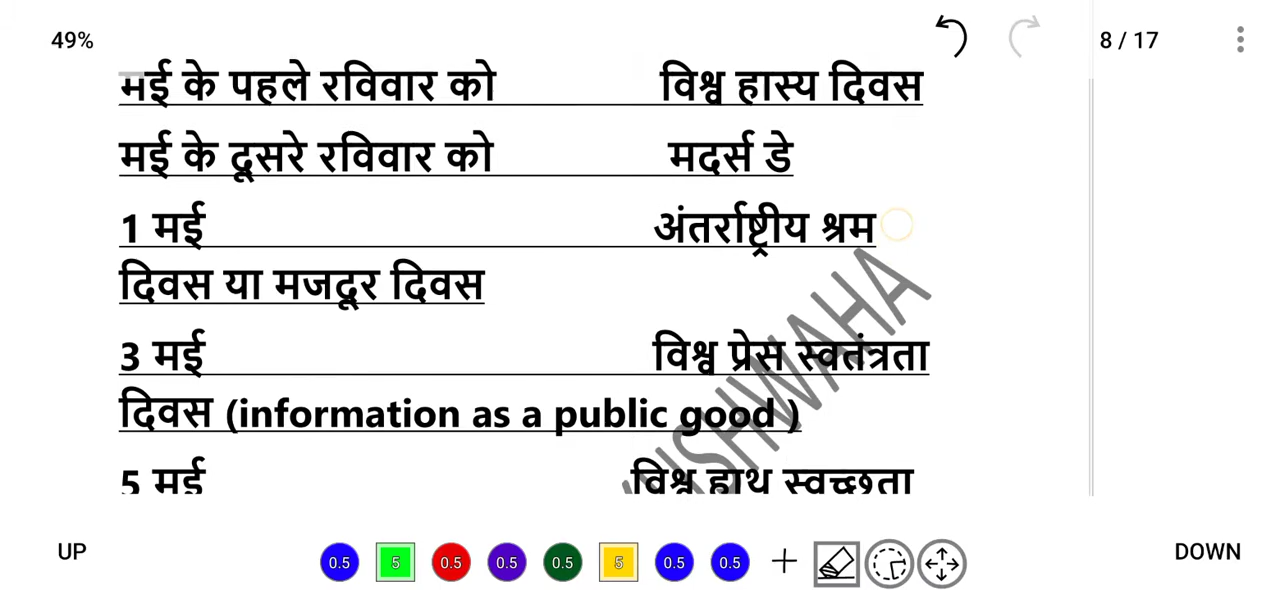 49%
8 / 17
मई के पहले रविवार को विश्व हास्य दिवस
मई के दूसरे रविवार को मदर्स डे
1 मई अंतर्राष्ट्रीय श्रम
दिवस या मजदूर दिवस
3 मई विश्व प्रेस स्वतंत्रता
दिवस (information as a public good )
5 मई विश्व हाथ स्वच्छता
UP
0.5 5 0.5 0.5 0.5 5 0.5 0.5
DOWN